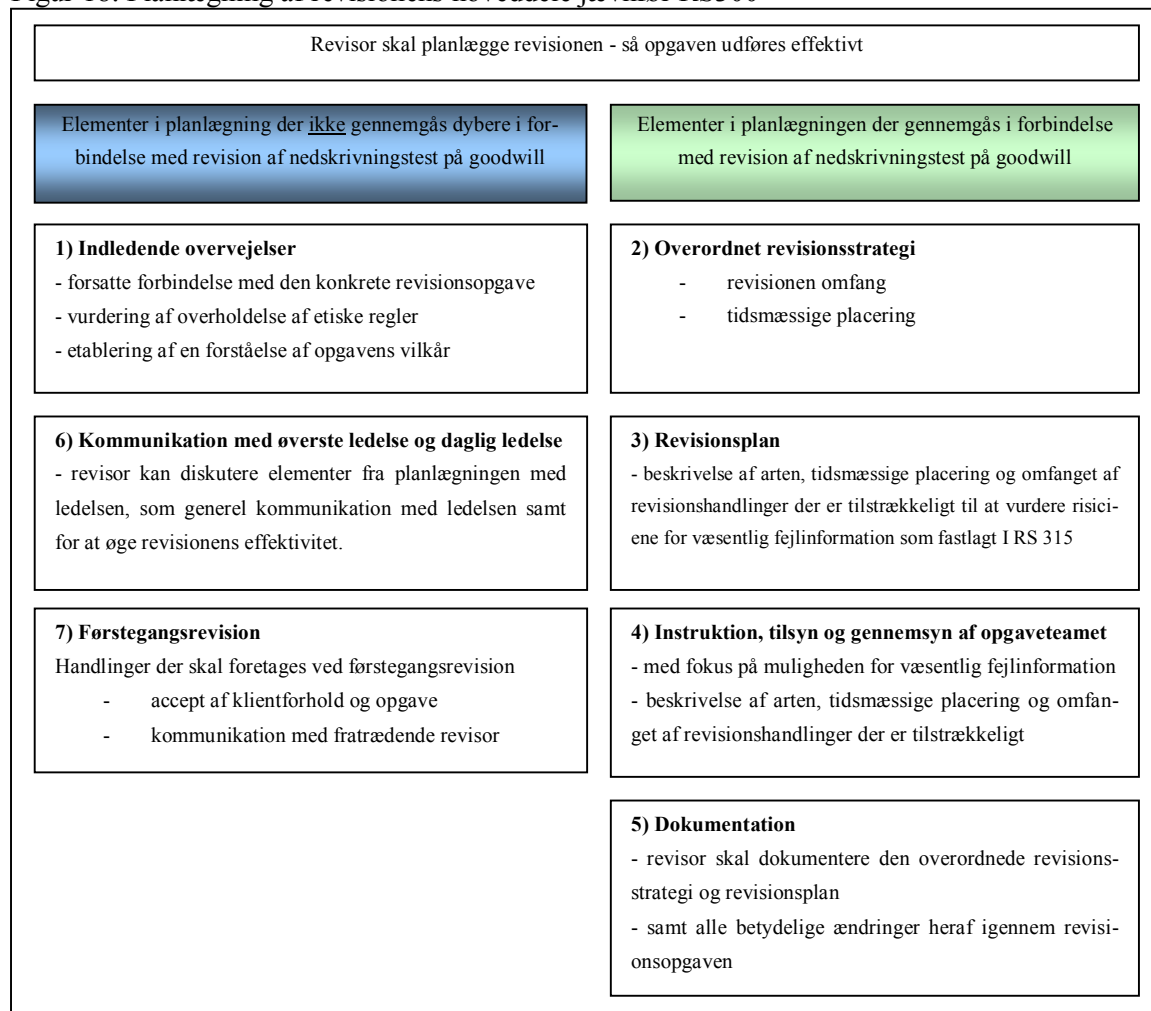 Figur Planlægning af revisionens hoveddele jævnfør RS300
Revisor skal planlægge revisionen - så opgaven udføres effektivt
Elementer i planlægning der ikke gennemgås dybere i for-
bindelse med revision af nedskrivningstest på goodwill
Elementer i planlægningen der gennemgås i forbindelse
med revision af nedskrivningstest på goodwill
1) Indledende overvejelser
- forsatte forbindelse med den konkrete revisionsopgave
- vurdering af overholdelse af etiske regler
- etablering af en forståelse af opgavens vilkår
2) Overordnet revisionsstrategi
- revisionen omfang
- tidsmæssige placering
6) Kommunikation med øverste ledelse og daglig ledelse
- revisor kan diskutere elementer fra planlægningen med
ledelsen, som generel kommunikation med ledelsen samt
for at øge revisionens effektivitet.
3) Revisionsplan
- beskrivelse af arten, tidsmæssige placering og omfanget af
revisionshandlinger der er tilstrækkeligt til at vurdere risici-
ene for væsentlig fejlinformation som fastlagt I RS 315
7) Førstegangsrevision
Handlinger der skal foretages ved førstegangsrevision
- accept af klientforhold og opgave
- kommunikation med fratrædende revisor
4) Instruktion, tilsyn og gennemsyn af opgaveteamet
- med fokus på muligheden for væsentlig fejlinformation
- beskrivelse af arten, tidsmæssige placering og omfan-
get af revisionshandlinger der er tilstrækkeligt
5) Dokumentation
- revisor skal dokumentere den overordnede revisions-
strategi og revisionsplan
- samt alle betydelige ændringer heraf igennem revisi-
onsopgaven